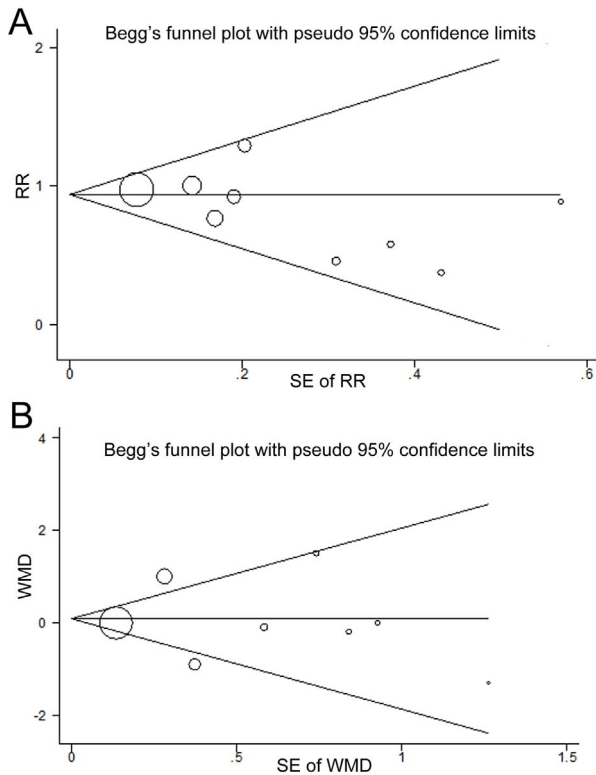 A
Begg's funnel plot with pseudo 95% confidence limits
2
1
0
RR
0 .2 .4 .6
SE of RR
B
Begg's funnel plot with pseudo 95% confidence limits
4
2
0
-2
WMD
0 .5 1 1.5
SE of WMD